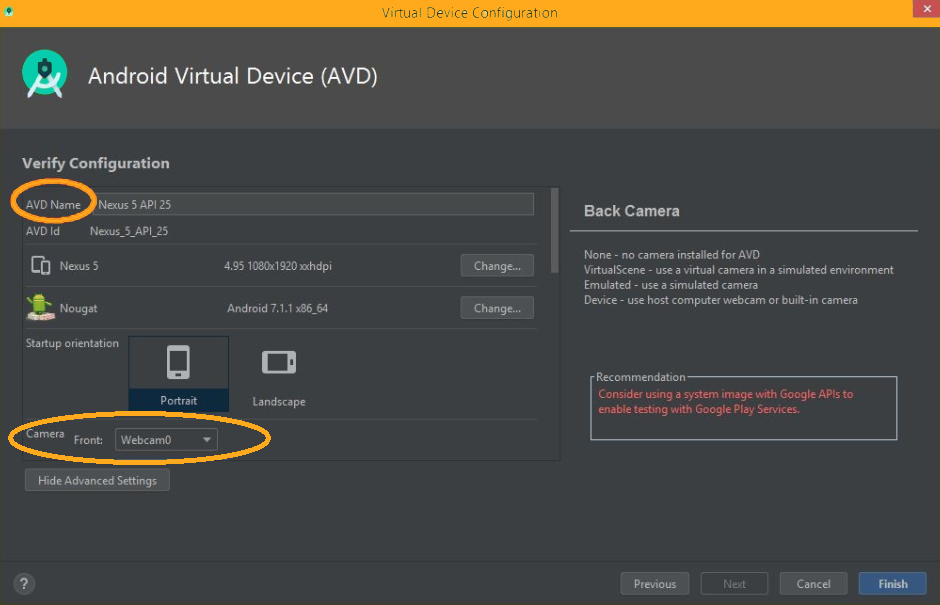 Virtual Device Configuration
Android Virtual Device (AVD)
Verify Configuration
AVD Name Nexus 5 API 25
AVD Id Nexus_5_API_25
Nexus 5 4.95 1080x1920 xxhdpi Change...
Nougat Android 7.1.1 x86_64 Change...
Startup orientation
Portrait
Landscape
Camera Front: Webcam0
Hide Advanced Settings
Back Camera
None - no camera installed for AVD
VirtualScene - use a virtual camera in a simulated environment
Emulated - use a simulated camera
Device - use host computer webcam or built-in camera
Recommendation
Consider using a system image with Google APIs to
enable testing with Google Play Services.
?
Previous
Next
Cancel
Finish